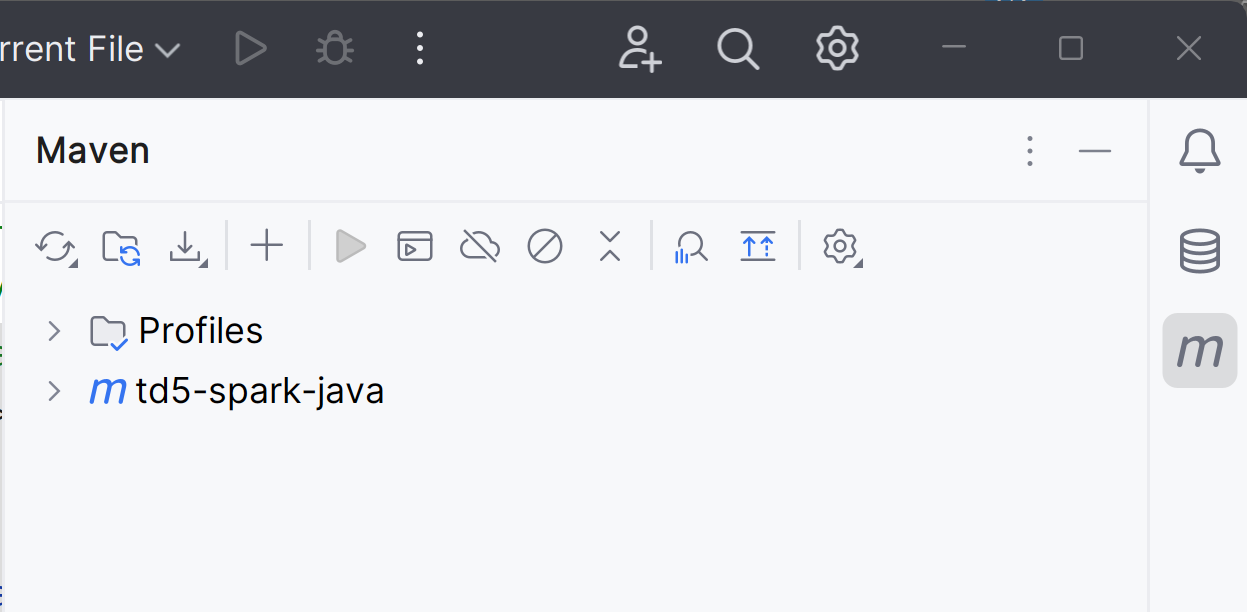 rrent File
Maven
Profiles
m td5-spark-java
m